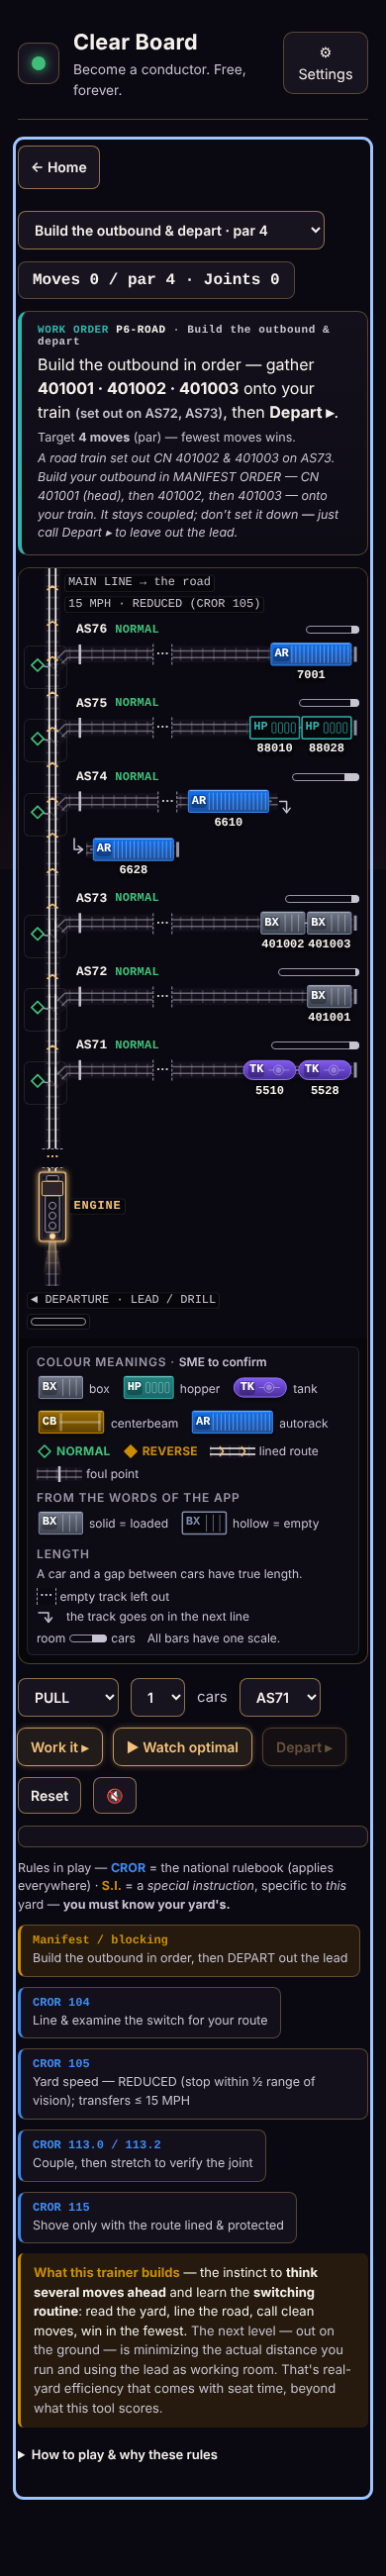 Clear Board
Become a conductor. Free,
forever.
⚙
Settings
← Home
Build the outbound & depart · par 4
Moves 0 / par 4 · Joints 0
WORK ORDER P6-ROAD · Build the outbound &
depart
Build the outbound in order — gather
401001 · 401002 · 401003 onto your
train (set out on AS72, AS73), then Depart ▸.
Target 4 moves (par) — fewest moves wins.
A road train set out CN 401002 & 401003 on AS73.
Build your outbound in MANIFEST ORDER — CN
401001 (head), then 401002, then 401003 — onto
your train. It stays coupled; don't set it down — just
call Depart ▸ to leave out the lead.
MAIN LINE → the road
15 MPH · REDUCED (CROR 105)
AS76 NORMAL
AR
7001
AS75 NORMAL
HP HP
88010 88028
AS74 NORMAL
AR
6610
AR
6628
AS73 NORMAL
BX BX
401002 401003
AS72 NORMAL
BX
401001
AS71 NORMAL
TK TK
5510 5528
ENGINE
◄ DEPARTURE · LEAD / DRILL
COLOUR MEANINGS · SME to confirm
BX box HP hopper TK tank
CB centerbeam AR autorack
NORMAL REVERSE lined route
foul point
FROM THE WORDS OF THE APP
BX solid = loaded BX hollow = empty
LENGTH
A car and a gap between cars have true length.
··· empty track left out
the track goes on in the next line
room cars All bars have one scale.
PULL 1 cars AS71
Work it ▸ ▶ Watch optimal Depart ▸
Reset 🔇
Rules in play — CROR = the national rulebook (applies
everywhere) · S.I. = a special instruction, specific to this
yard — you must know your yard's.
Manifest / blocking
Build the outbound in order, then DEPART out the lead
CROR 104
Line & examine the switch for your route
CROR 105
Yard speed — REDUCED (stop within ½ range of
vision); transfers ≤ 15 MPH
CROR 113.0 / 113.2
Couple, then stretch to verify the joint
CROR 115
Shove only with the route lined & protected
What this trainer builds — the instinct to think
several moves ahead and learn the switching
routine: read the yard, line the road, call clean
moves, win in the fewest. The next level — out on
the ground — is minimizing the actual distance you
run and using the lead as working room. That's real-
yard efficiency that comes with seat time, beyond
what this tool scores.
▶ How to play & why these rules